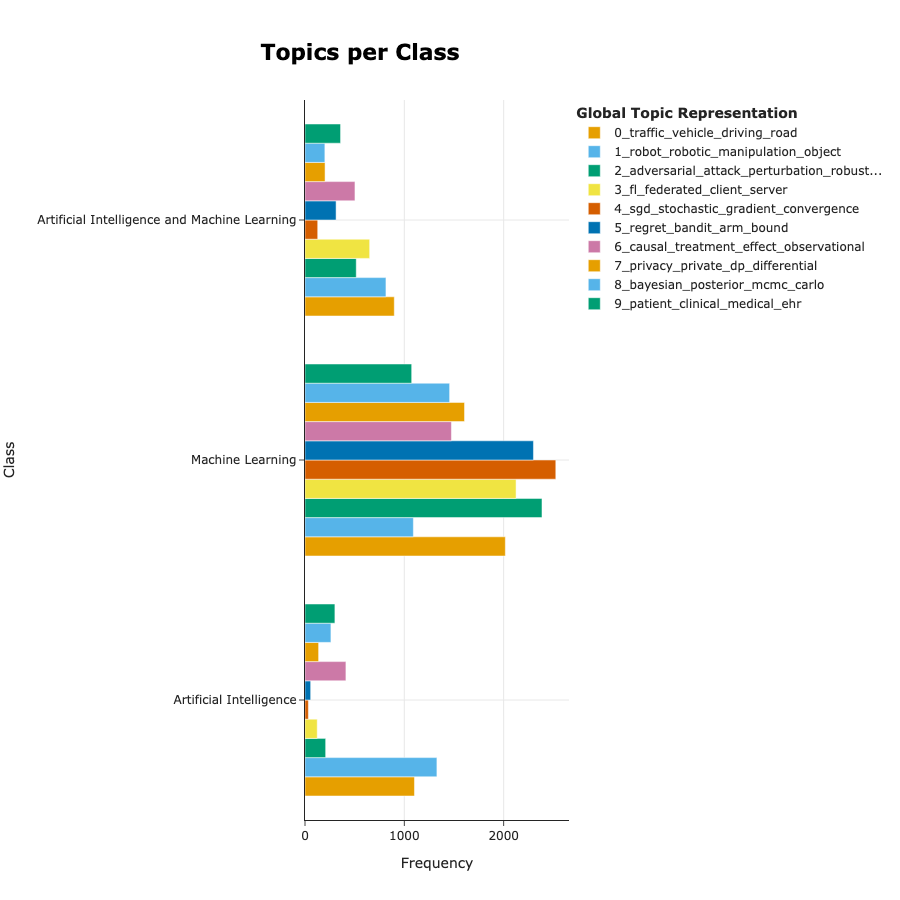 Topics per Class
Global Topic Representation
0_traffic_vehicle_driving_road
1_robot_robotic_manipulation_object
2_adversarial_attack_perturbation_robust...
3_fl_federated_client_server
4_sgd_stochastic_gradient_convergence
5_regret_bandit_arm_bound
6_causal_treatment_effect_observational
7_privacy_private_dp_differential
8_bayesian_posterior_mcmc_carlo
9_patient_clinical_medical_ehr
Class
Artificial Intelligence and Machine Learning
Machine Learning
Artificial Intelligence
0 1000 2000
Frequency